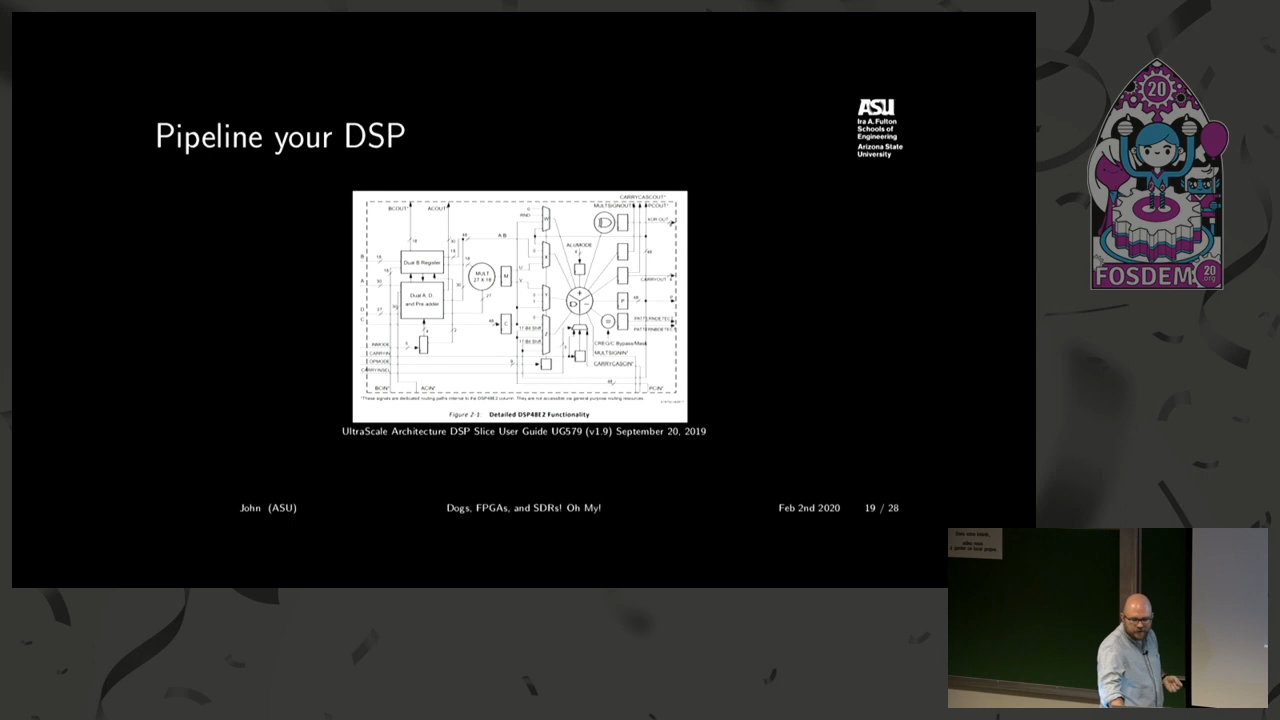 Pipeline your DSP
ASU
Ira A. Fulton
Schools of
Engineering
Arizona State
University
CARRYCASCOUT*
BCOUT*
ACOUT*
MULTSIGNOUT*
PCOUT*
RND
XOR OUT
A:B
ALUMODE
Dual B Register
MULT
27 X 18
M
U
V
W
X
Y
Z
Dual A, D,
and Pre-adder
B
A
D
C
18
30
27
48
C
P
CARRYOUT
17-Bit Shift
17-Bit Shift
PATTERNDETECT
PATTERNBDETECT
CREG/C Bypass/Mask
INMODE
CARRYIN
OPMODE
CARRYINSEL
MULTSIGNIN*
CARRYCASCIN*
BCIN*
ACIN*
PCIN*
*These signals are dedicated routing paths internal to the DSP48E2 column. They are not accessible via general-purpose routing resources.
Figure 2-1: Detailed DSP48E2 Functionality
UltraScale Architecture DSP Slice User Guide UG579 (v1.9) September 20, 2019
John (ASU)
Dogs, FPGAs, and SDRs! Oh My!
Feb 2nd 2020
19 / 28
20
FOSDEM
20
.org